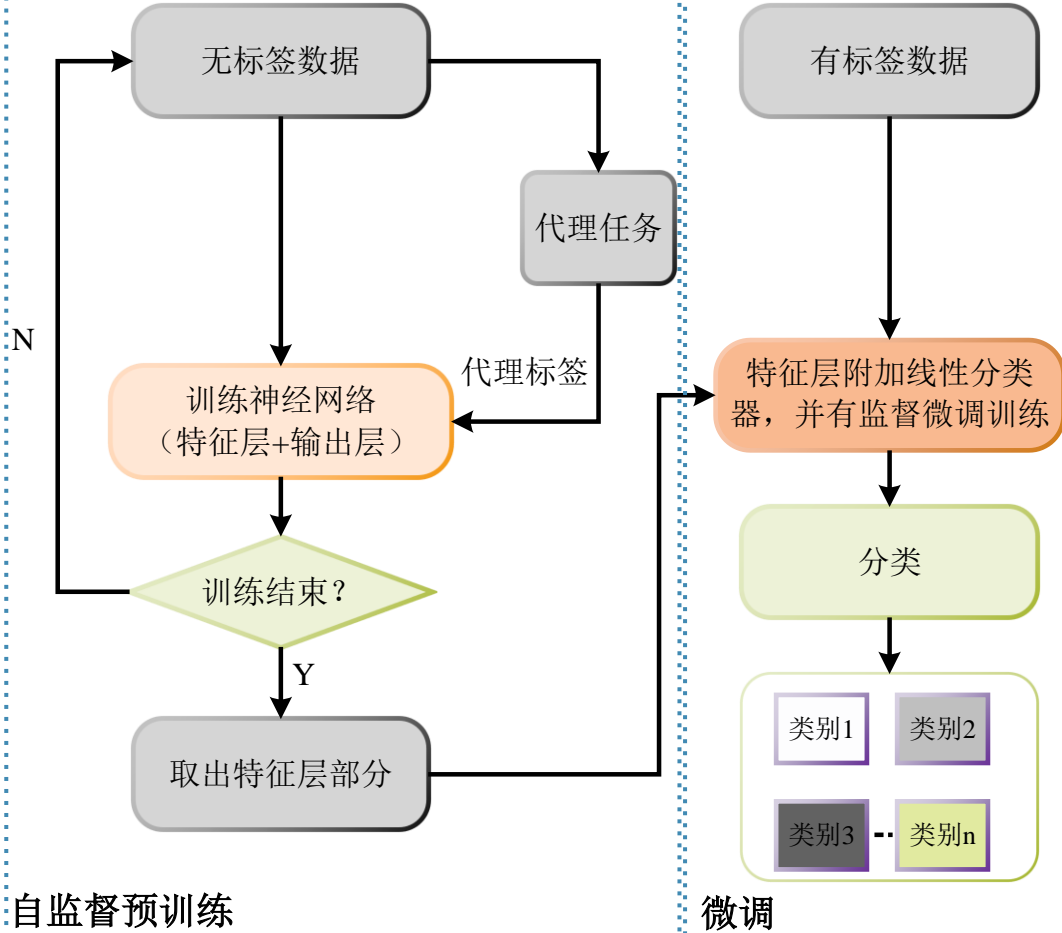 无标签数据
代理任务
N
代理标签
训练神经网络
（特征层+输出层）
训练结束？
Y
取出特征层部分
自监督预训练
有标签数据
特征层附加线性分类
器，并有监督微调训练
分类
类别1
类别2
类别3
类别n
微调